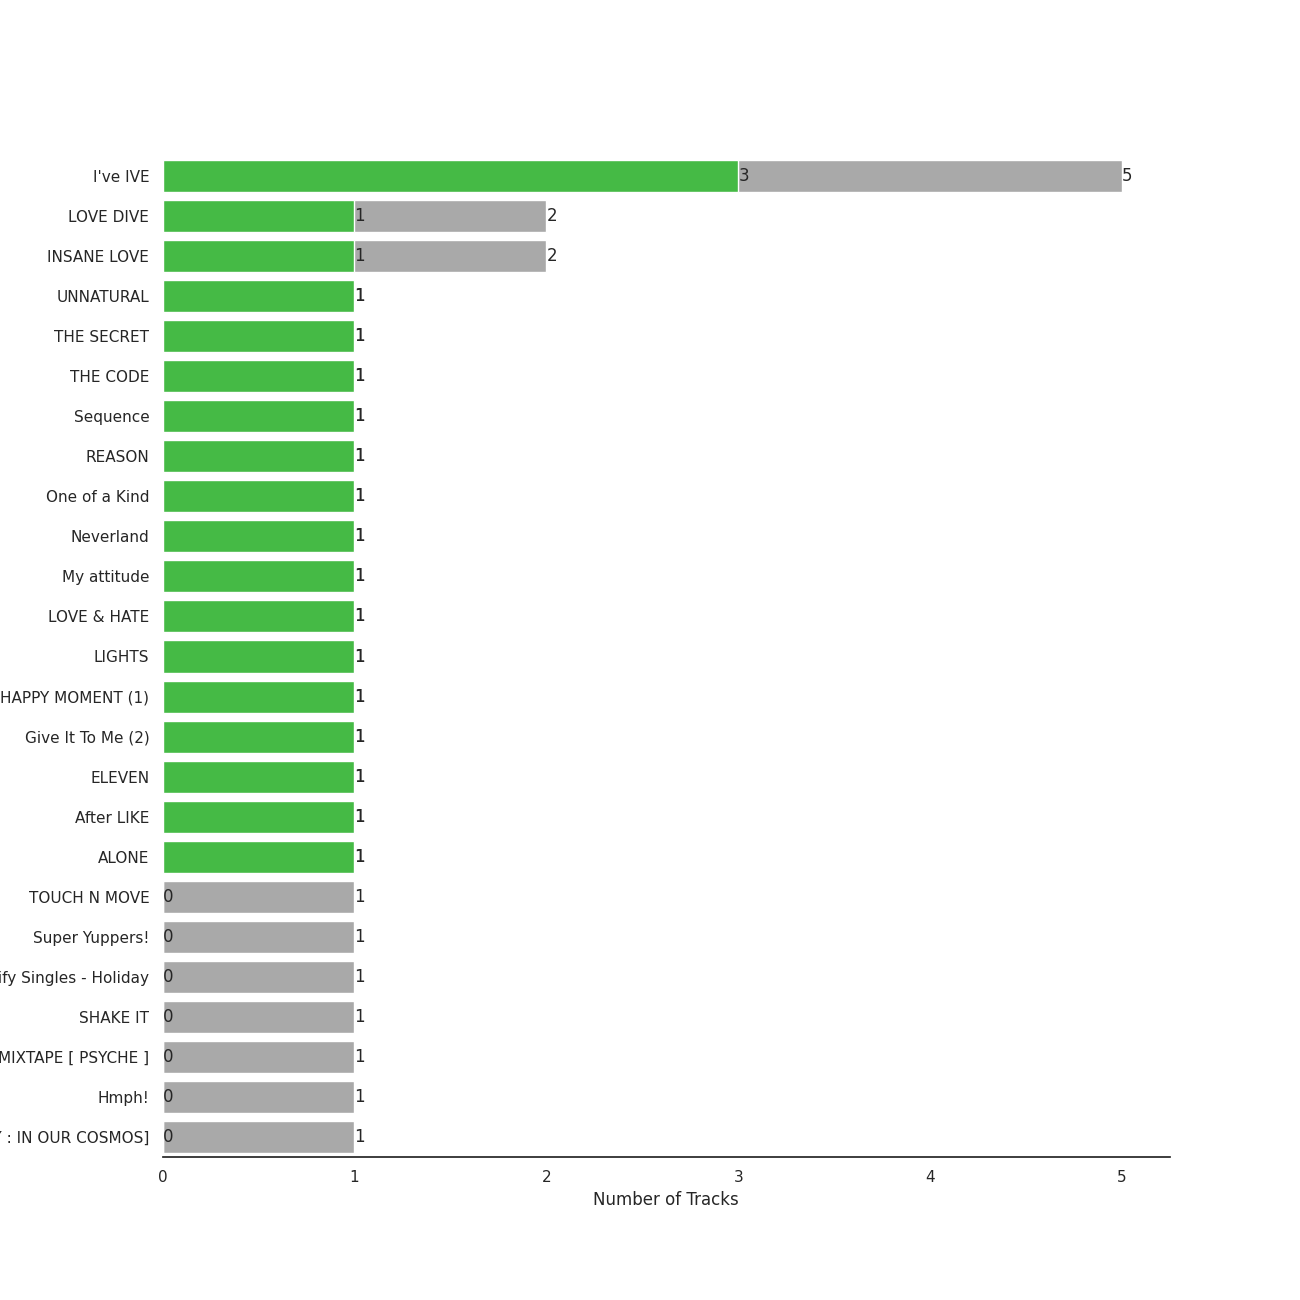 I've IVE 3 5
LOVE DIVE 1 2
INSANE LOVE 1 2
UNNATURAL 1
THE SECRET 1
THE CODE 1
Sequence 1
REASON 1
One of a Kind 1
Neverland 1
My attitude 1
LOVE & HATE 1
LIGHTS 1
HAPPY MOMENT (1) 1
Give It To Me (2) 1
ELEVEN 1
After LIKE 1
ALONE 1
TOUCH N MOVE 0 1
Super Yuppers! 0 1
ify Singles - Holiday 0 1
SHAKE IT 0 1
MIXTAPE [ PSYCHE ] 0 1
Hmph! 0 1
: IN OUR COSMOS] 0 1
0 1 2 3 4 5
Number of Tracks